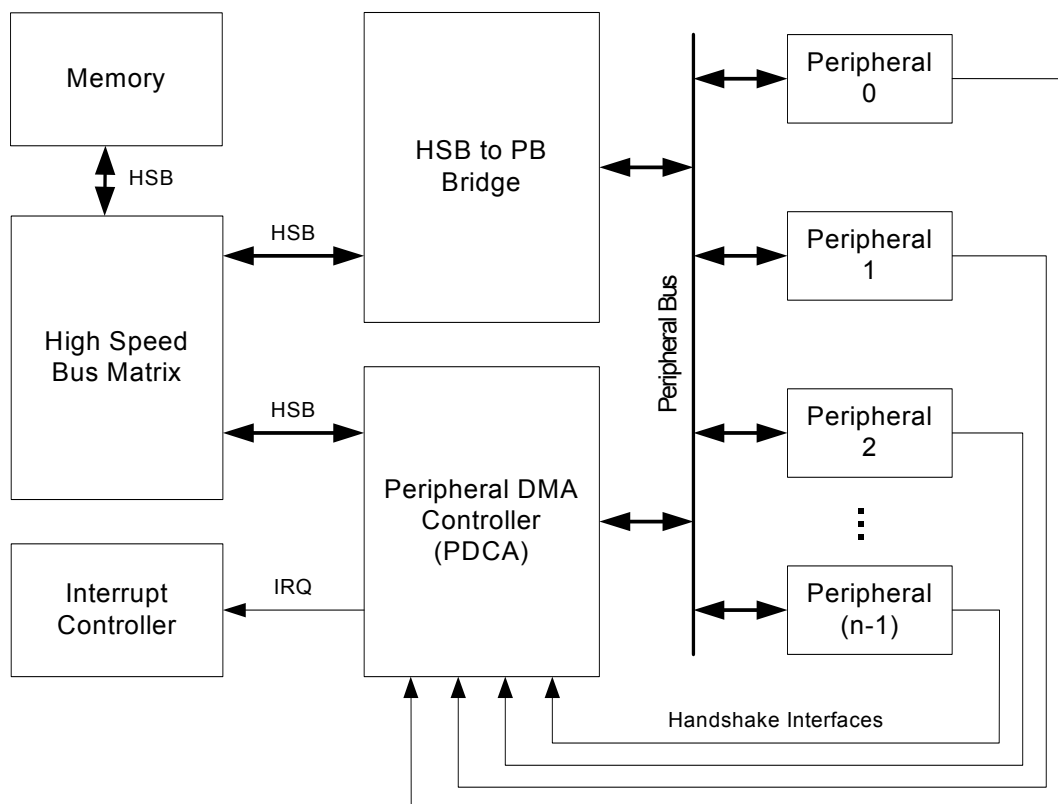 Memory
HSB
High Speed
Bus Matrix
HSB
HSB to PB
Bridge
HSB
Peripheral DMA
Controller
(PDCA)
Interrupt
Controller
IRQ
Peripheral Bus
Peripheral
0
Peripheral
1
Peripheral
2
Peripheral
(n-1)
Handshake Interfaces